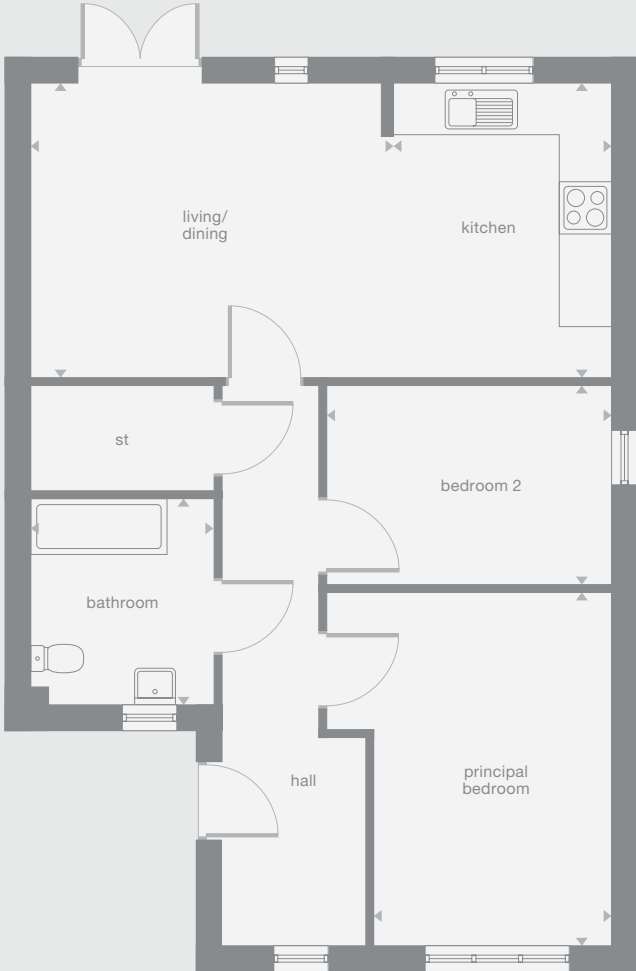 living/
dining
kitchen
st
bedroom 2
bathroom
hall
principal
bedroom